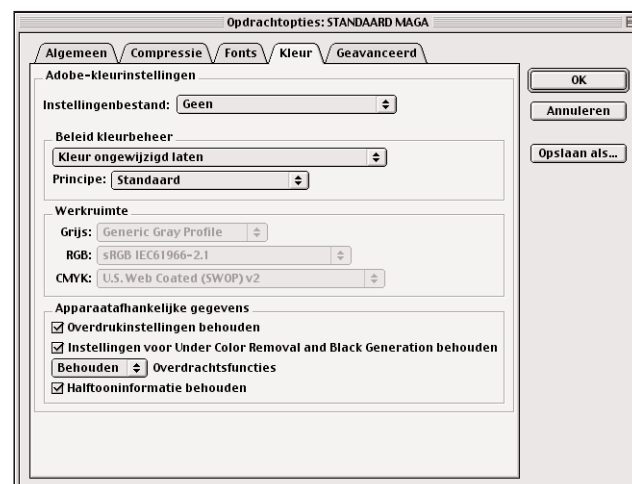 Opdrachtopties: STANDAARD MAGA
Algemeen Compressie Fonts Kleur Geavanceerd
Adobe-kleurinstellingen
Instellingenbestand: Geen
Beleid kleurbeheer
Kleur ongewijzigd laten
Principe: Standaard
Werkruimte
Grijs: Generic Gray Profile
RGB: sRGB IEC61966-2.1
CMYK: U.S. Web Coated (SWOP) v2
Apparaatafhankelijke gegevens
Overdrukinstellingen behouden
Instellingen voor Under Color Removal and Black Generation behouden
Behouden Overdrachtsfuncties
Halftooninformatie behouden
OK
Annuleren
Opslaan als...